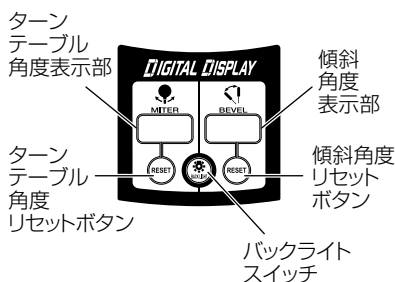 ターン
テーブル
角度表示部
傾斜
角度
表示部
DIGITAL DISPLAY
MITER
BEVEL
ターン
テーブル
角度
リセットボタン
RESET
RESET
傾斜角度
リセット
ボタン
バックライト
スイッチ